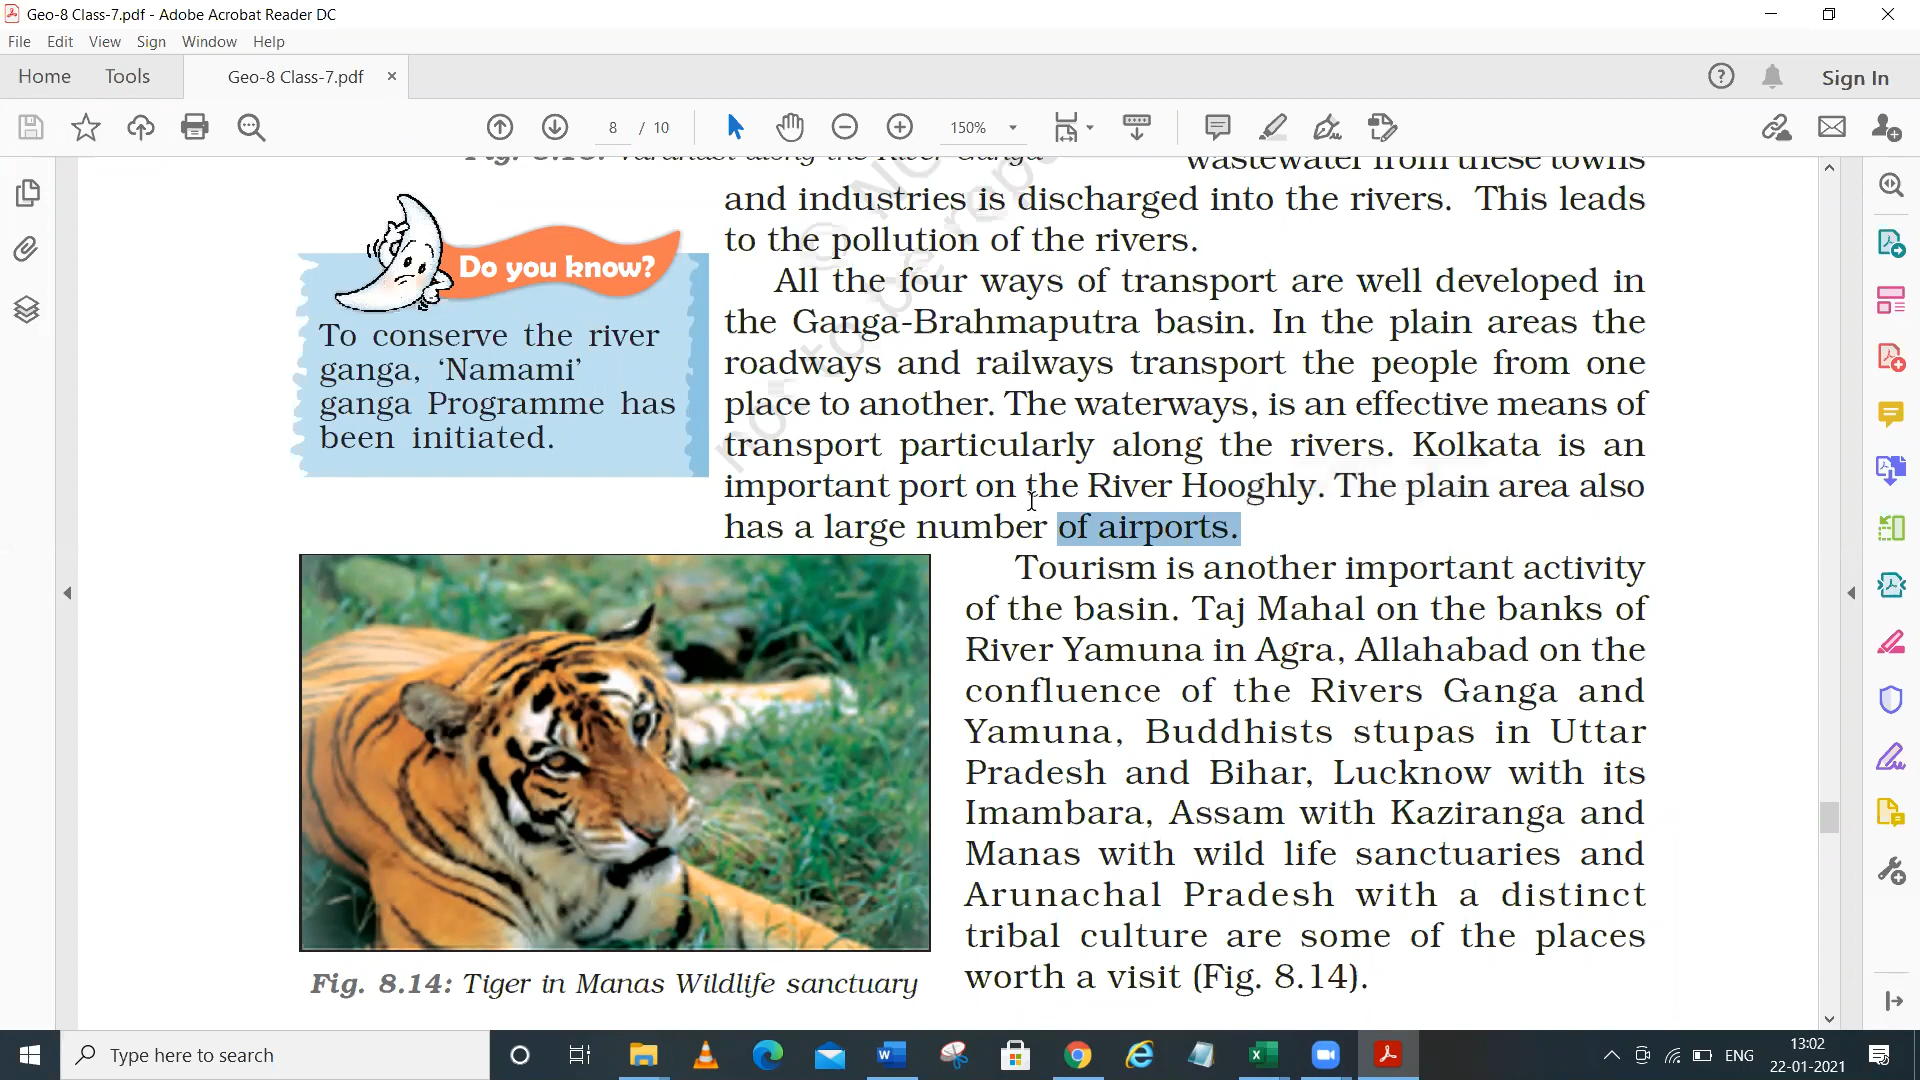 Geo-8 Class-7.pdf - Adobe Acrobat Reader DC
File Edit View Sign Window Help
Home Tools Geo-8 Class-7.pdf × Sign In
8 / 10 150%
wastewater from these towns
and industries is discharged into the rivers. This leads
to the pollution of the rivers.
All the four ways of transport are well developed in
the Ganga-Brahmaputra basin. In the plain areas the
roadways and railways transport the people from one
place to another. The waterways, is an effective means of
transport particularly along the rivers. Kolkata is an
important port on the River Hooghly. The plain area also
has a large number of airports.
Do you know?
To conserve the river
ganga, ‘Namami’
ganga Programme has
been initiated.
Tourism is another important activity
of the basin. Taj Mahal on the banks of
River Yamuna in Agra, Allahabad on the
confluence of the Rivers Ganga and
Yamuna, Buddhists stupas in Uttar
Pradesh and Bihar, Lucknow with its
Imambara, Assam with Kaziranga and
Manas with wild life sanctuaries and
Arunachal Pradesh with a distinct
tribal culture are some of the places
worth a visit (Fig. 8.14).
Fig. 8.14: Tiger in Manas Wildlife sanctuary
not to be
Type here to search
ENG
13:02
22-01-2021